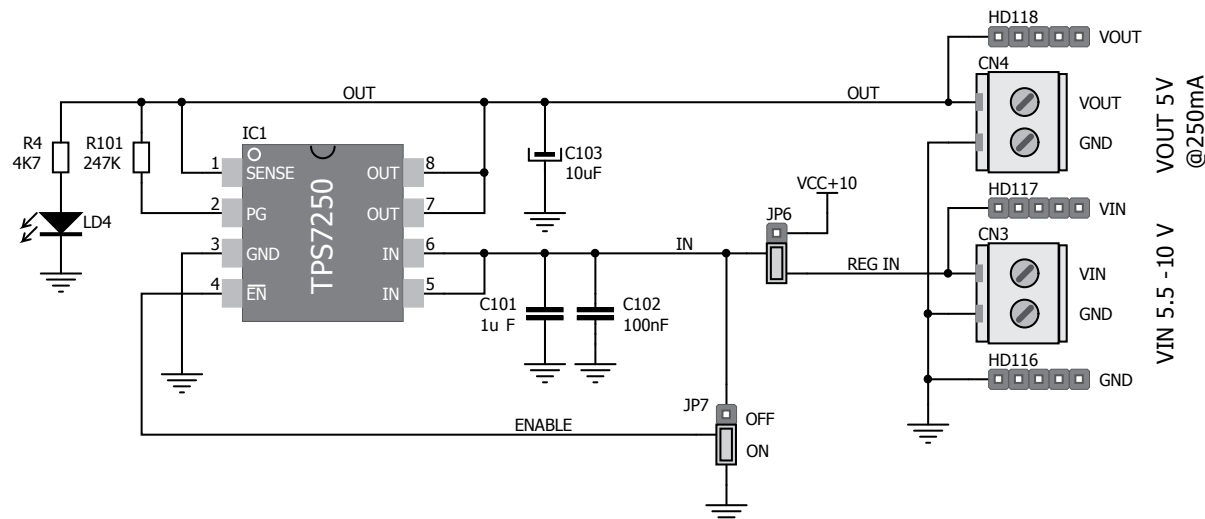 HD118
VOUT
CN4
OUT
OUT
VOUT
GND
VOUT 5V
@250mA
R4
4K7
R101
247K
IC1
TPS7250
1
SENSE
2
PG
3
GND
4
EN
OUT
8
OUT
7
IN
6
IN
5
LD4
C103
10uF
VCC+10
JP6
HD117
VIN
IN
REG IN
CN3
VIN
GND
VIN 5.5 - 10 V
C101
1u F
C102
100nF
HD116
GND
JP7
OFF
ON
ENABLE